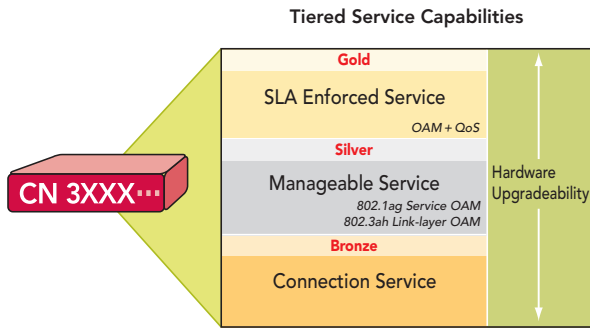 Tiered Service Capabilities
Gold
SLA Enforced Service
OAM + QoS
Silver
Manageable Service
802.1ag Service OAM
802.3ah Link-layer OAM
Bronze
Connection Service
Hardware
Upgradeability
CN 3XXX